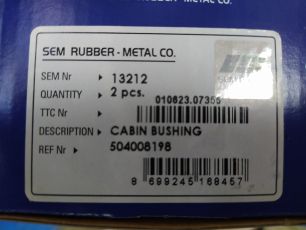 SEM RUBBER - METAL CO.
SEM Nr 13212
QUANTITY 2 pcs.
010623.07355
TTC Nr
DESCRIPTION CABIN BUSHING
REF Nr 504008198
8 699245 168457